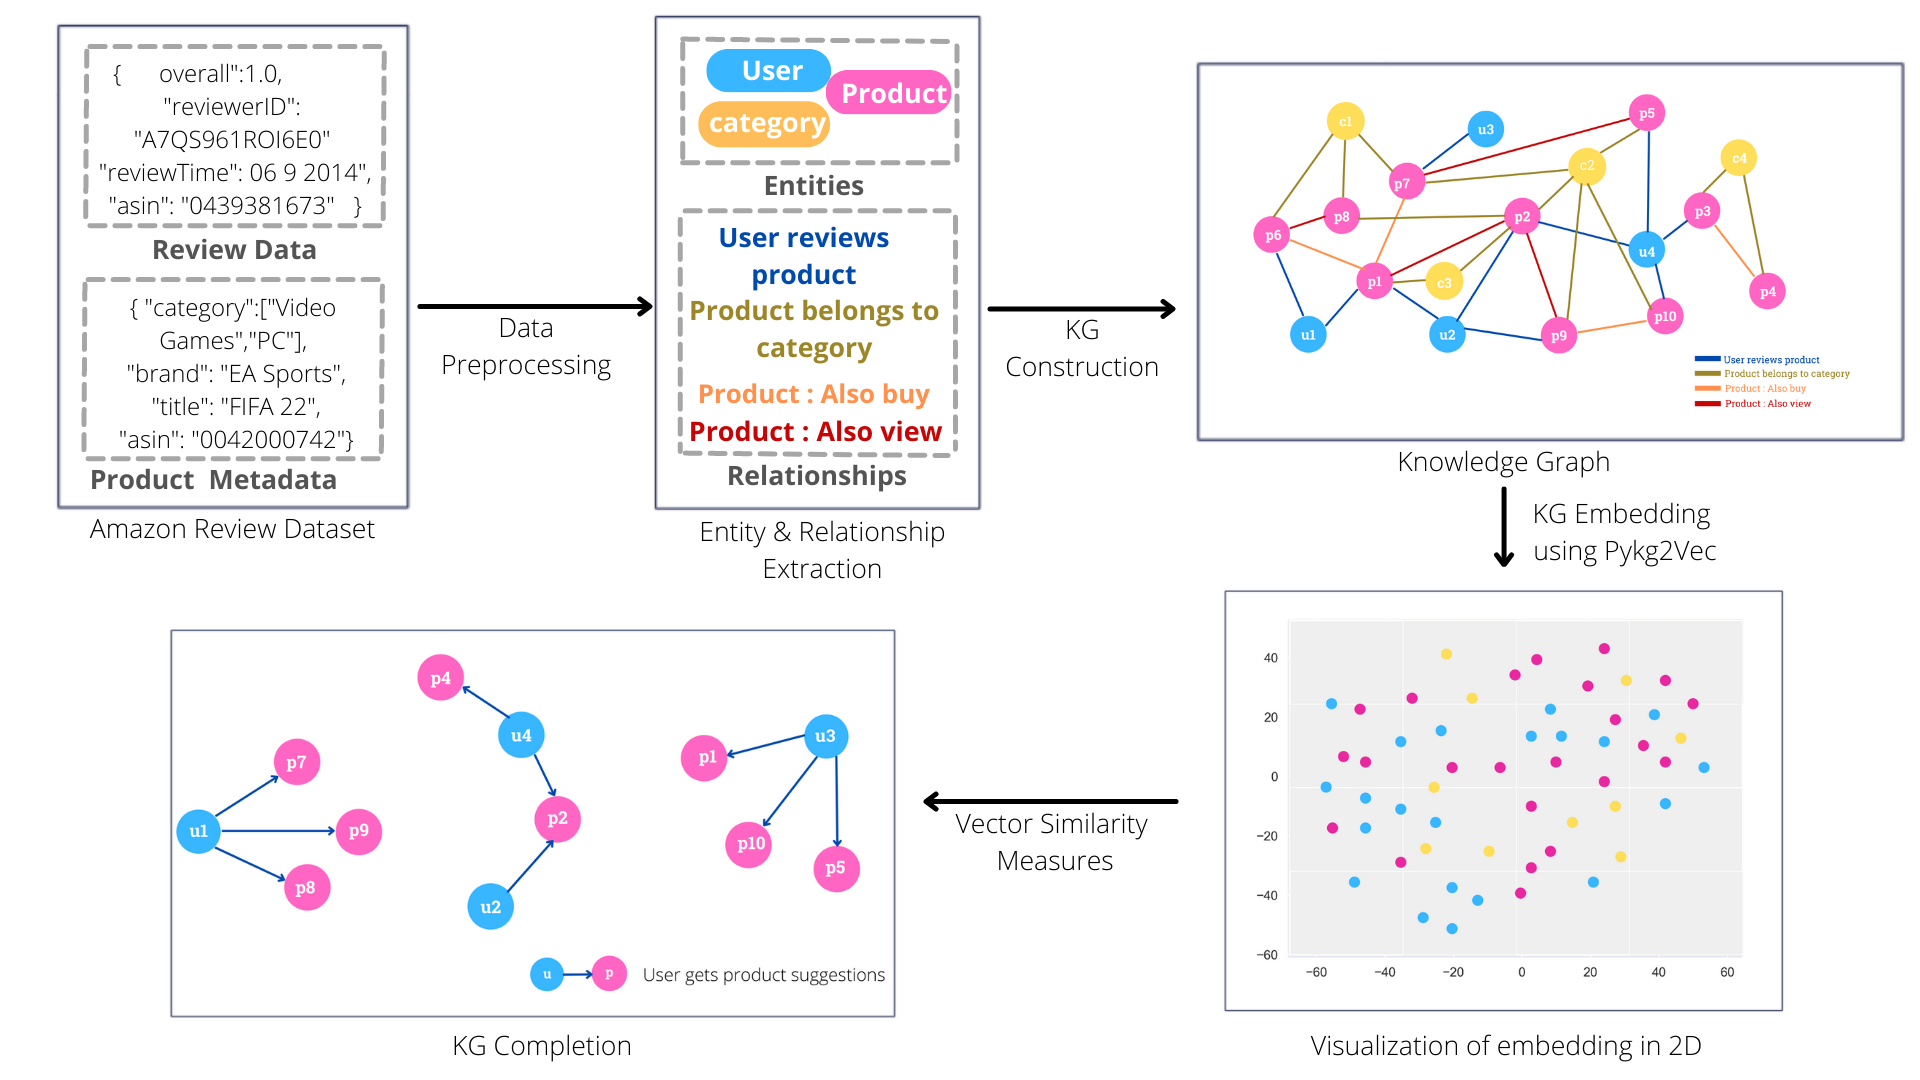 { overall":1.0,
"reviewerID":
"A7QS961ROI6E0"
"reviewTime": 06 9 2014",
"asin": "0439381673" }
Review Data
{ "category":["Video
Games","PC"],
"brand": "EA Sports",
"title": "FIFA 22",
"asin": "0042000742"}
Product Metadata
Amazon Review Dataset
Data
Preprocessing
User
Product
category
Entities
User reviews
product
Product belongs to
category
Product : Also buy
Product : Also view
Relationships
Entity & Relationship
Extraction
KG
Construction
c1
u3
p5
c2
c4
p7
p8
p2
p3
p6
u4
p1
c3
p4
u1
u2
p9
p10
User reviews product
Product belongs to category
Product : Also buy
Product : Also view
Knowledge Graph
KG Embedding
using Pykg2Vec
40
20
0
−20
−40
−60
−60
−40
−20
0
20
40
60
Visualization of embedding in 2D
Vector Similarity
Measures
p4
u4
u3
p1
p7
u1
p9
p2
p10
p5
p8
u2
u
p
User gets product suggestions
KG Completion